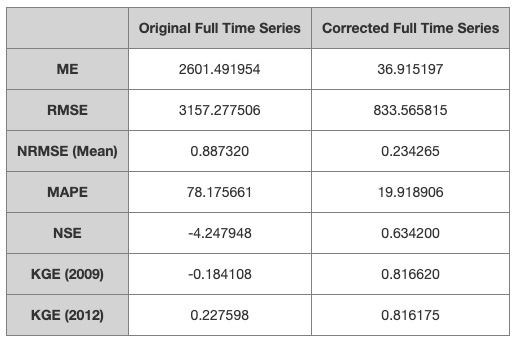 Original Full Time Series Corrected Full Time Series
ME 2601.491954 36.915197
RMSE 3157.277506 833.565815
NRMSE (Mean) 0.887320 0.234265
MAPE 78.175661 19.918906
NSE -4.247948 0.634200
KGE (2009) -0.184108 0.816620
KGE (2012) 0.227598 0.816175